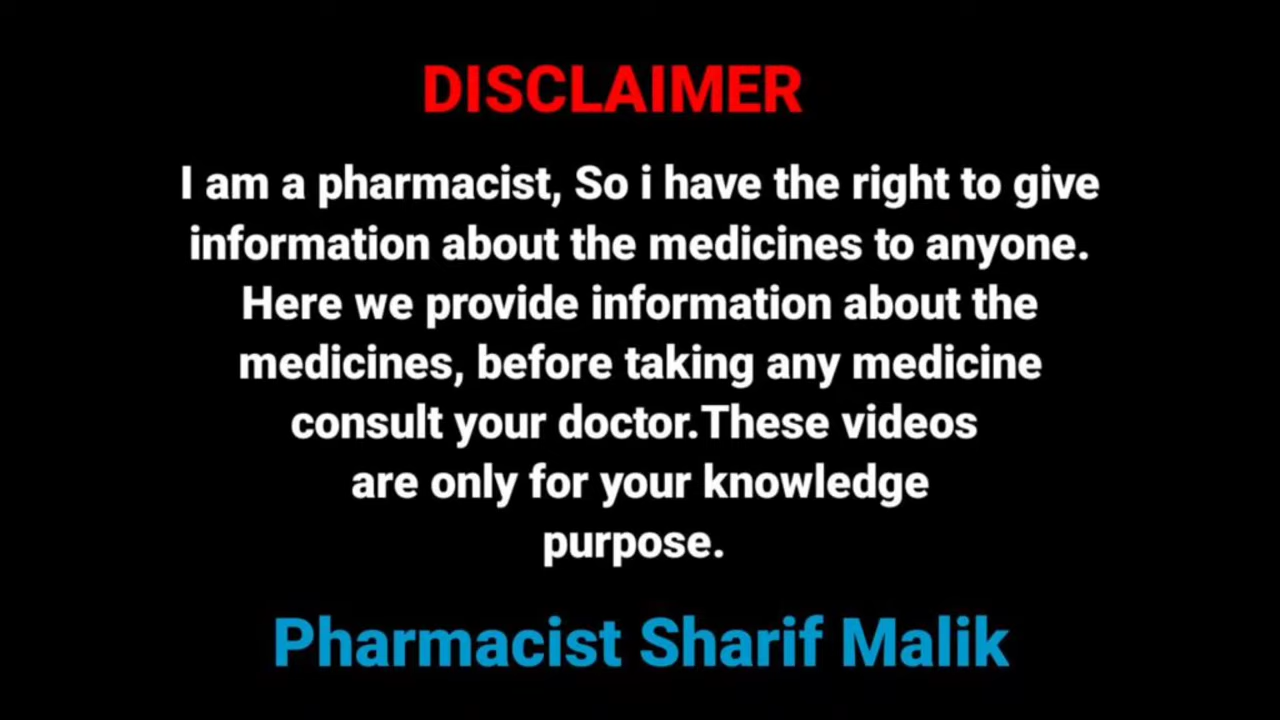 DISCLAIMER
I am a pharmacist, So i have the right to give
information about the medicines to anyone.
Here we provide information about the
medicines, before taking any medicine
consult your doctor.These videos
are only for your knowledge
purpose.
Pharmacist Sharif Malik